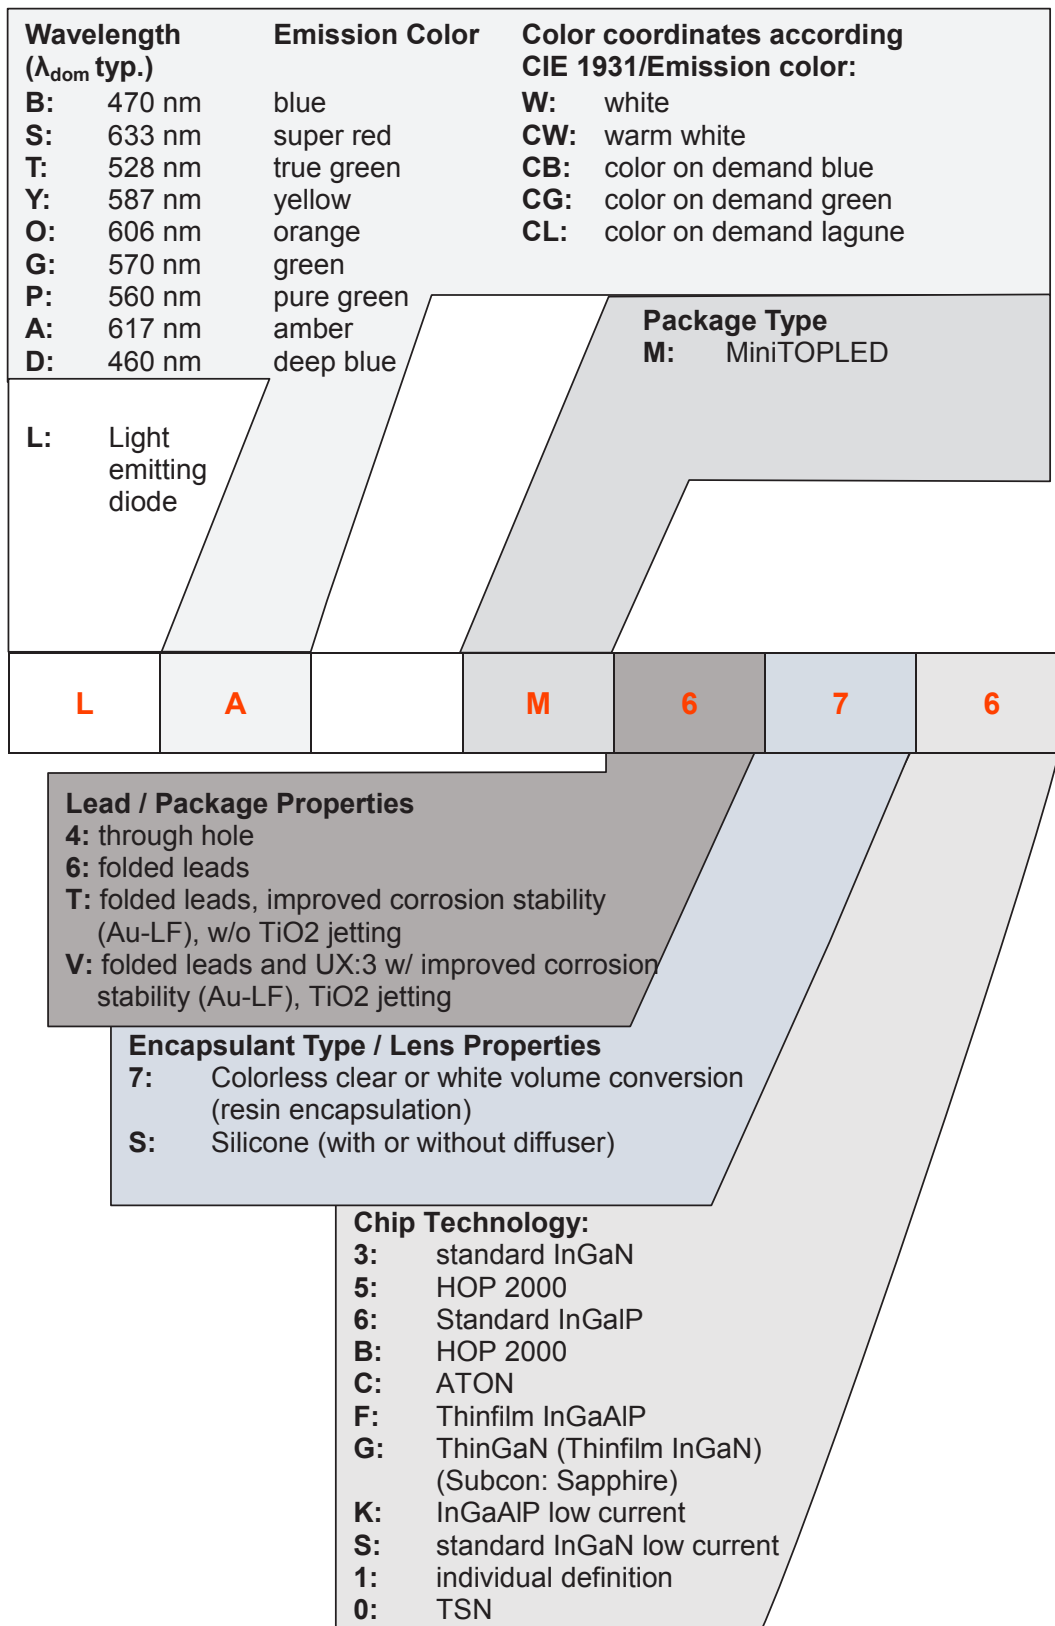 Wavelength Emission Color Color coordinates according
(λdom typ.) CIE 1931/Emission color:
B: 470 nm blue W: white
S: 633 nm super red CW: warm white
T: 528 nm true green CB: color on demand blue
Y: 587 nm yellow CG: color on demand green
O: 606 nm orange CL: color on demand lagune
G: 570 nm green
P: 560 nm pure green
A: 617 nm amber
D: 460 nm deep blue
Package Type
M: MiniTOPLED
L: Light
emitting
diode
L A M 6 7 6
Lead / Package Properties
4: through hole
6: folded leads
T: folded leads, improved corrosion stability
(Au-LF), w/o TiO2 jetting
V: folded leads and UX:3 w/ improved corrosion
stability (Au-LF), TiO2 jetting
Encapsulant Type / Lens Properties
7: Colorless clear or white volume conversion
(resin encapsulation)
S: Silicone (with or without diffuser)
Chip Technology:
3: standard InGaN
5: HOP 2000
6: Standard InGalP
B: HOP 2000
C: ATON
F: Thinfilm InGaAlP
G: ThinGaN (Thinfilm InGaN)
(Subcon: Sapphire)
K: InGaAlP low current
S: standard InGaN low current
1: individual definition
0: TSN